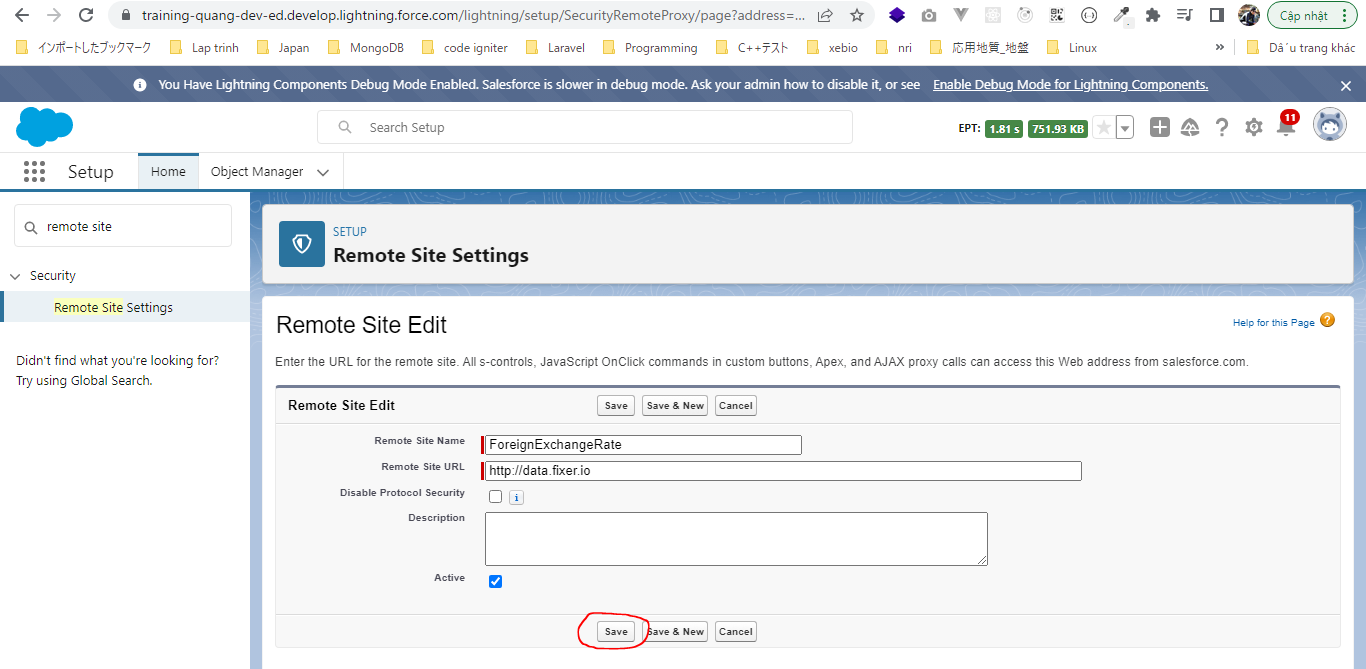 training-quang-dev-ed.develop.lightning.force.com/lightning/setup/SecurityRemoteProxy/page?address=... Cập nhật
インポートしたブックマーク Lap trinh Japan MongoDB code igniter Laravel Programming C++テスト xebio nri 応用地質_地盤 Linux » Dấu trang khác
You Have Lightning Components Debug Mode Enabled. Salesforce is slower in debug mode. Ask your admin how to disable it, or see Enable Debug Mode for Lightning Components.
Search Setup EPT: 1.81 s 751.93 KB 11
Setup Home Object Manager
remote site
SETUP
Remote Site Settings
Security
Remote Site Settings
Didn't find what you're looking for?
Try using Global Search.
Remote Site Edit
Help for this Page ?
Enter the URL for the remote site. All s-controls, JavaScript OnClick commands in custom buttons, Apex, and AJAX proxy calls can access this Web address from salesforce.com.
Remote Site Edit Save Save & New Cancel
Remote Site Name ForeignExchangeRate
Remote Site URL http://data.fixer.io
Disable Protocol Security i
Description
Active
Save Save & New Cancel